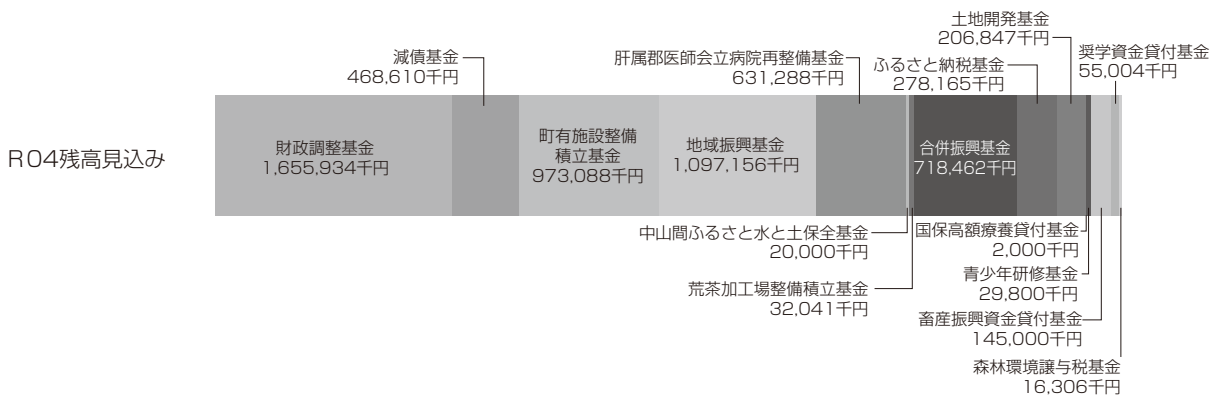 R04残高見込み
財政調整基金
1,655,934千円
減債基金
468,610千円
町有施設整備
積立基金
973,088千円
地域振興基金
1,097,156千円
肝属郡医師会立病院再整備基金
631,288千円
中山間ふるさと水と土保全基金
20,000千円
荒茶加工場整備積立基金
32,041千円
合併振興基金
718,462千円
ふるさと納税基金
278,165千円
土地開発基金
206,847千円
国保高額療養貸付基金
2,000千円
青少年研修基金
29,800千円
畜産振興資金貸付基金
145,000千円
奨学資金貸付基金
55,004千円
森林環境譲与税基金
16,306千円